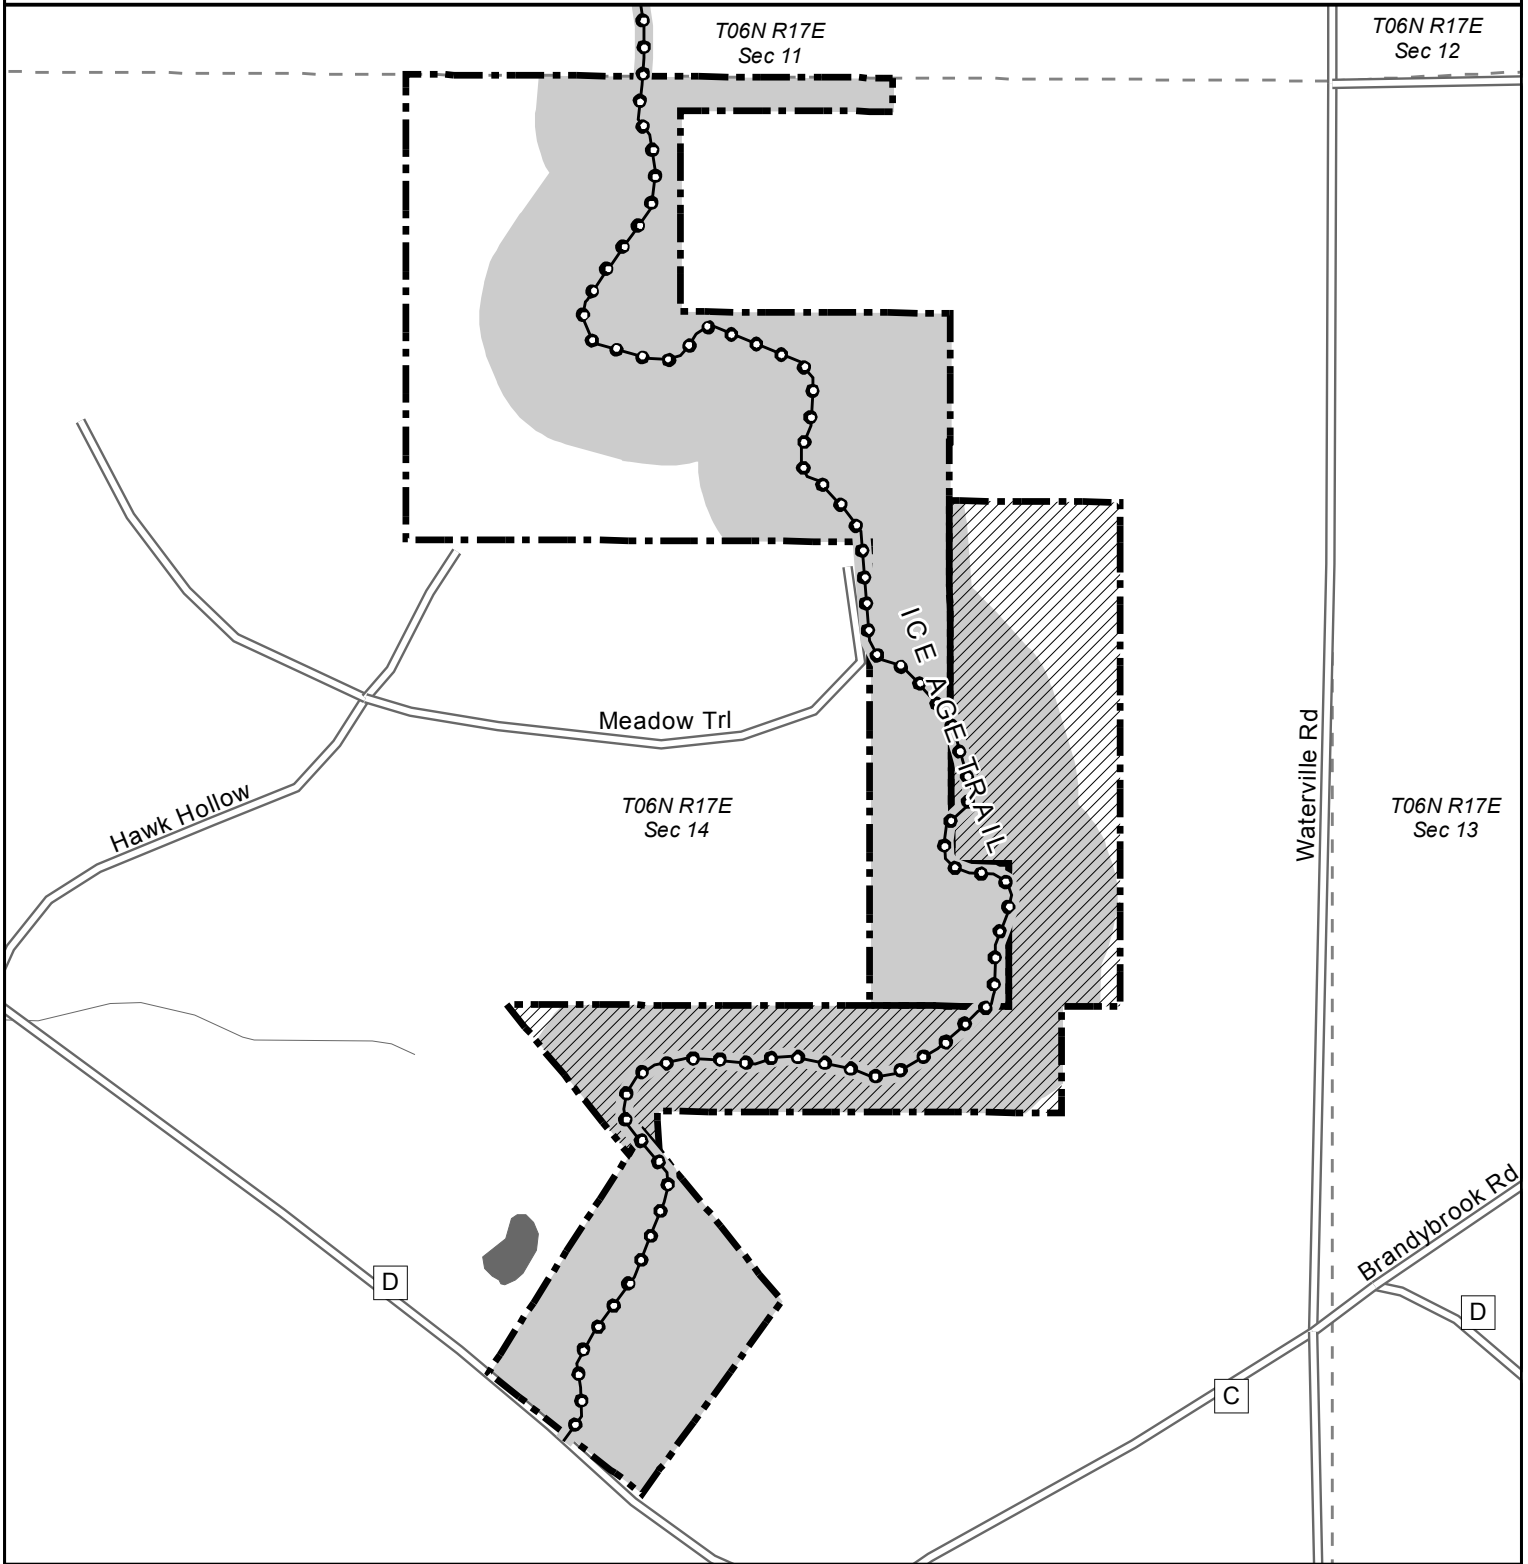 T06N R17E
Sec 11
T06N R17E
Sec 12
ICE AGE TRAIL
Meadow Trl
Waterville Rd
Hawk Hollow
T06N R17E
Sec 14
T06N R17E
Sec 13
Brandybrook Rd
D
D
C